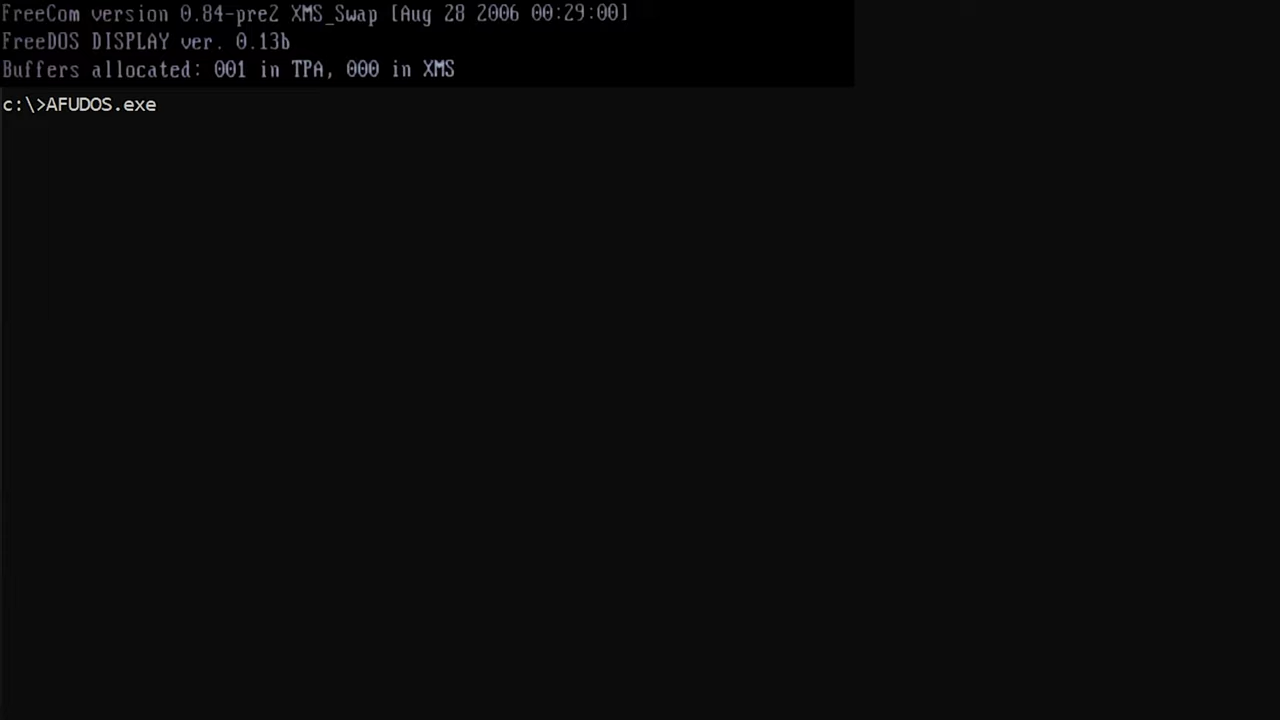 FreeCom version 0.84-pre2 XMS_Swap [Aug 28 2006 00:29:00]
FreeDOS DISPLAY ver. 0.13b
Buffers allocated: 001 in TPA, 000 in XMS
c:\>AFUDOS.exe